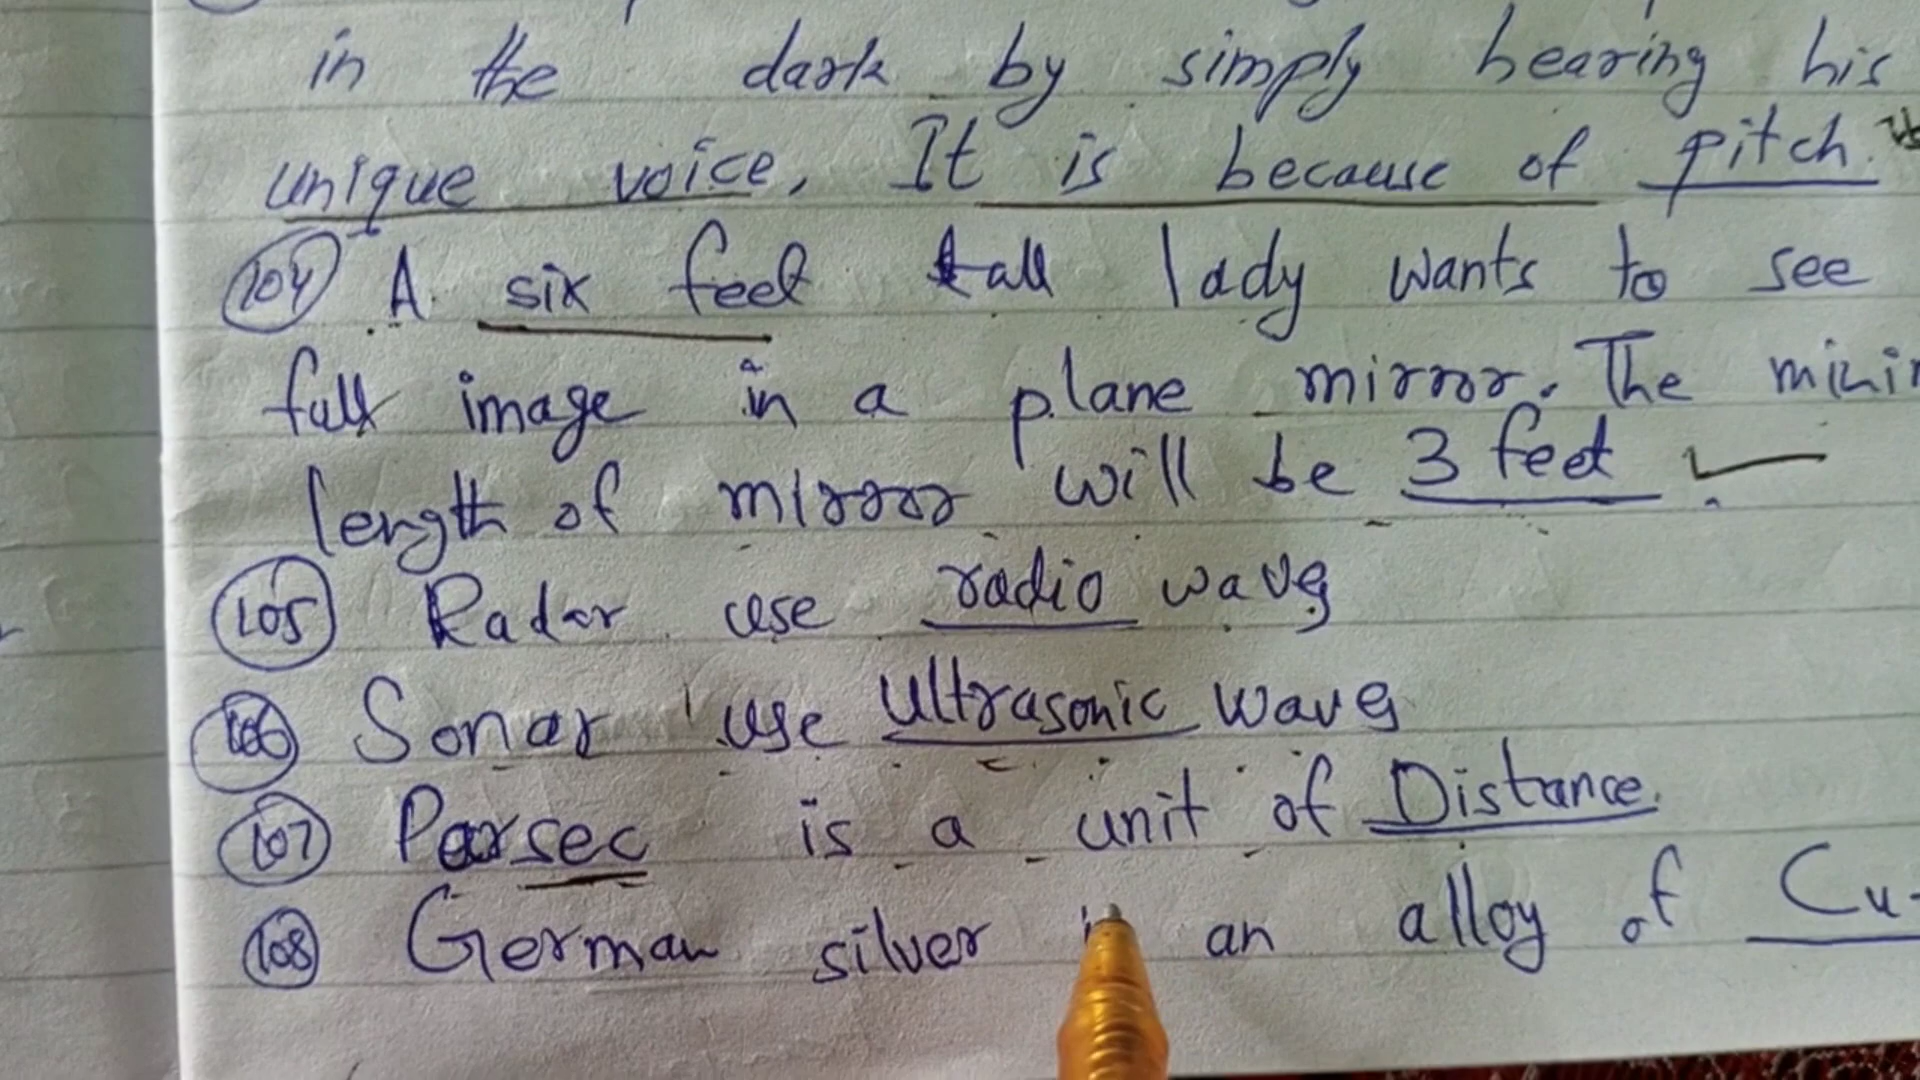 in the dark by simply hearing his
unique voice. It is because of pitch.
104 A six feet tall lady wants to see
full image in a plane mirror. The minim
length of mirror will be 3 feet.
105 Radar use radio wave
106 Sonar use ultrasonic wave
107 Parsec is a unit of Distance.
108 German silver an alloy of Cu-